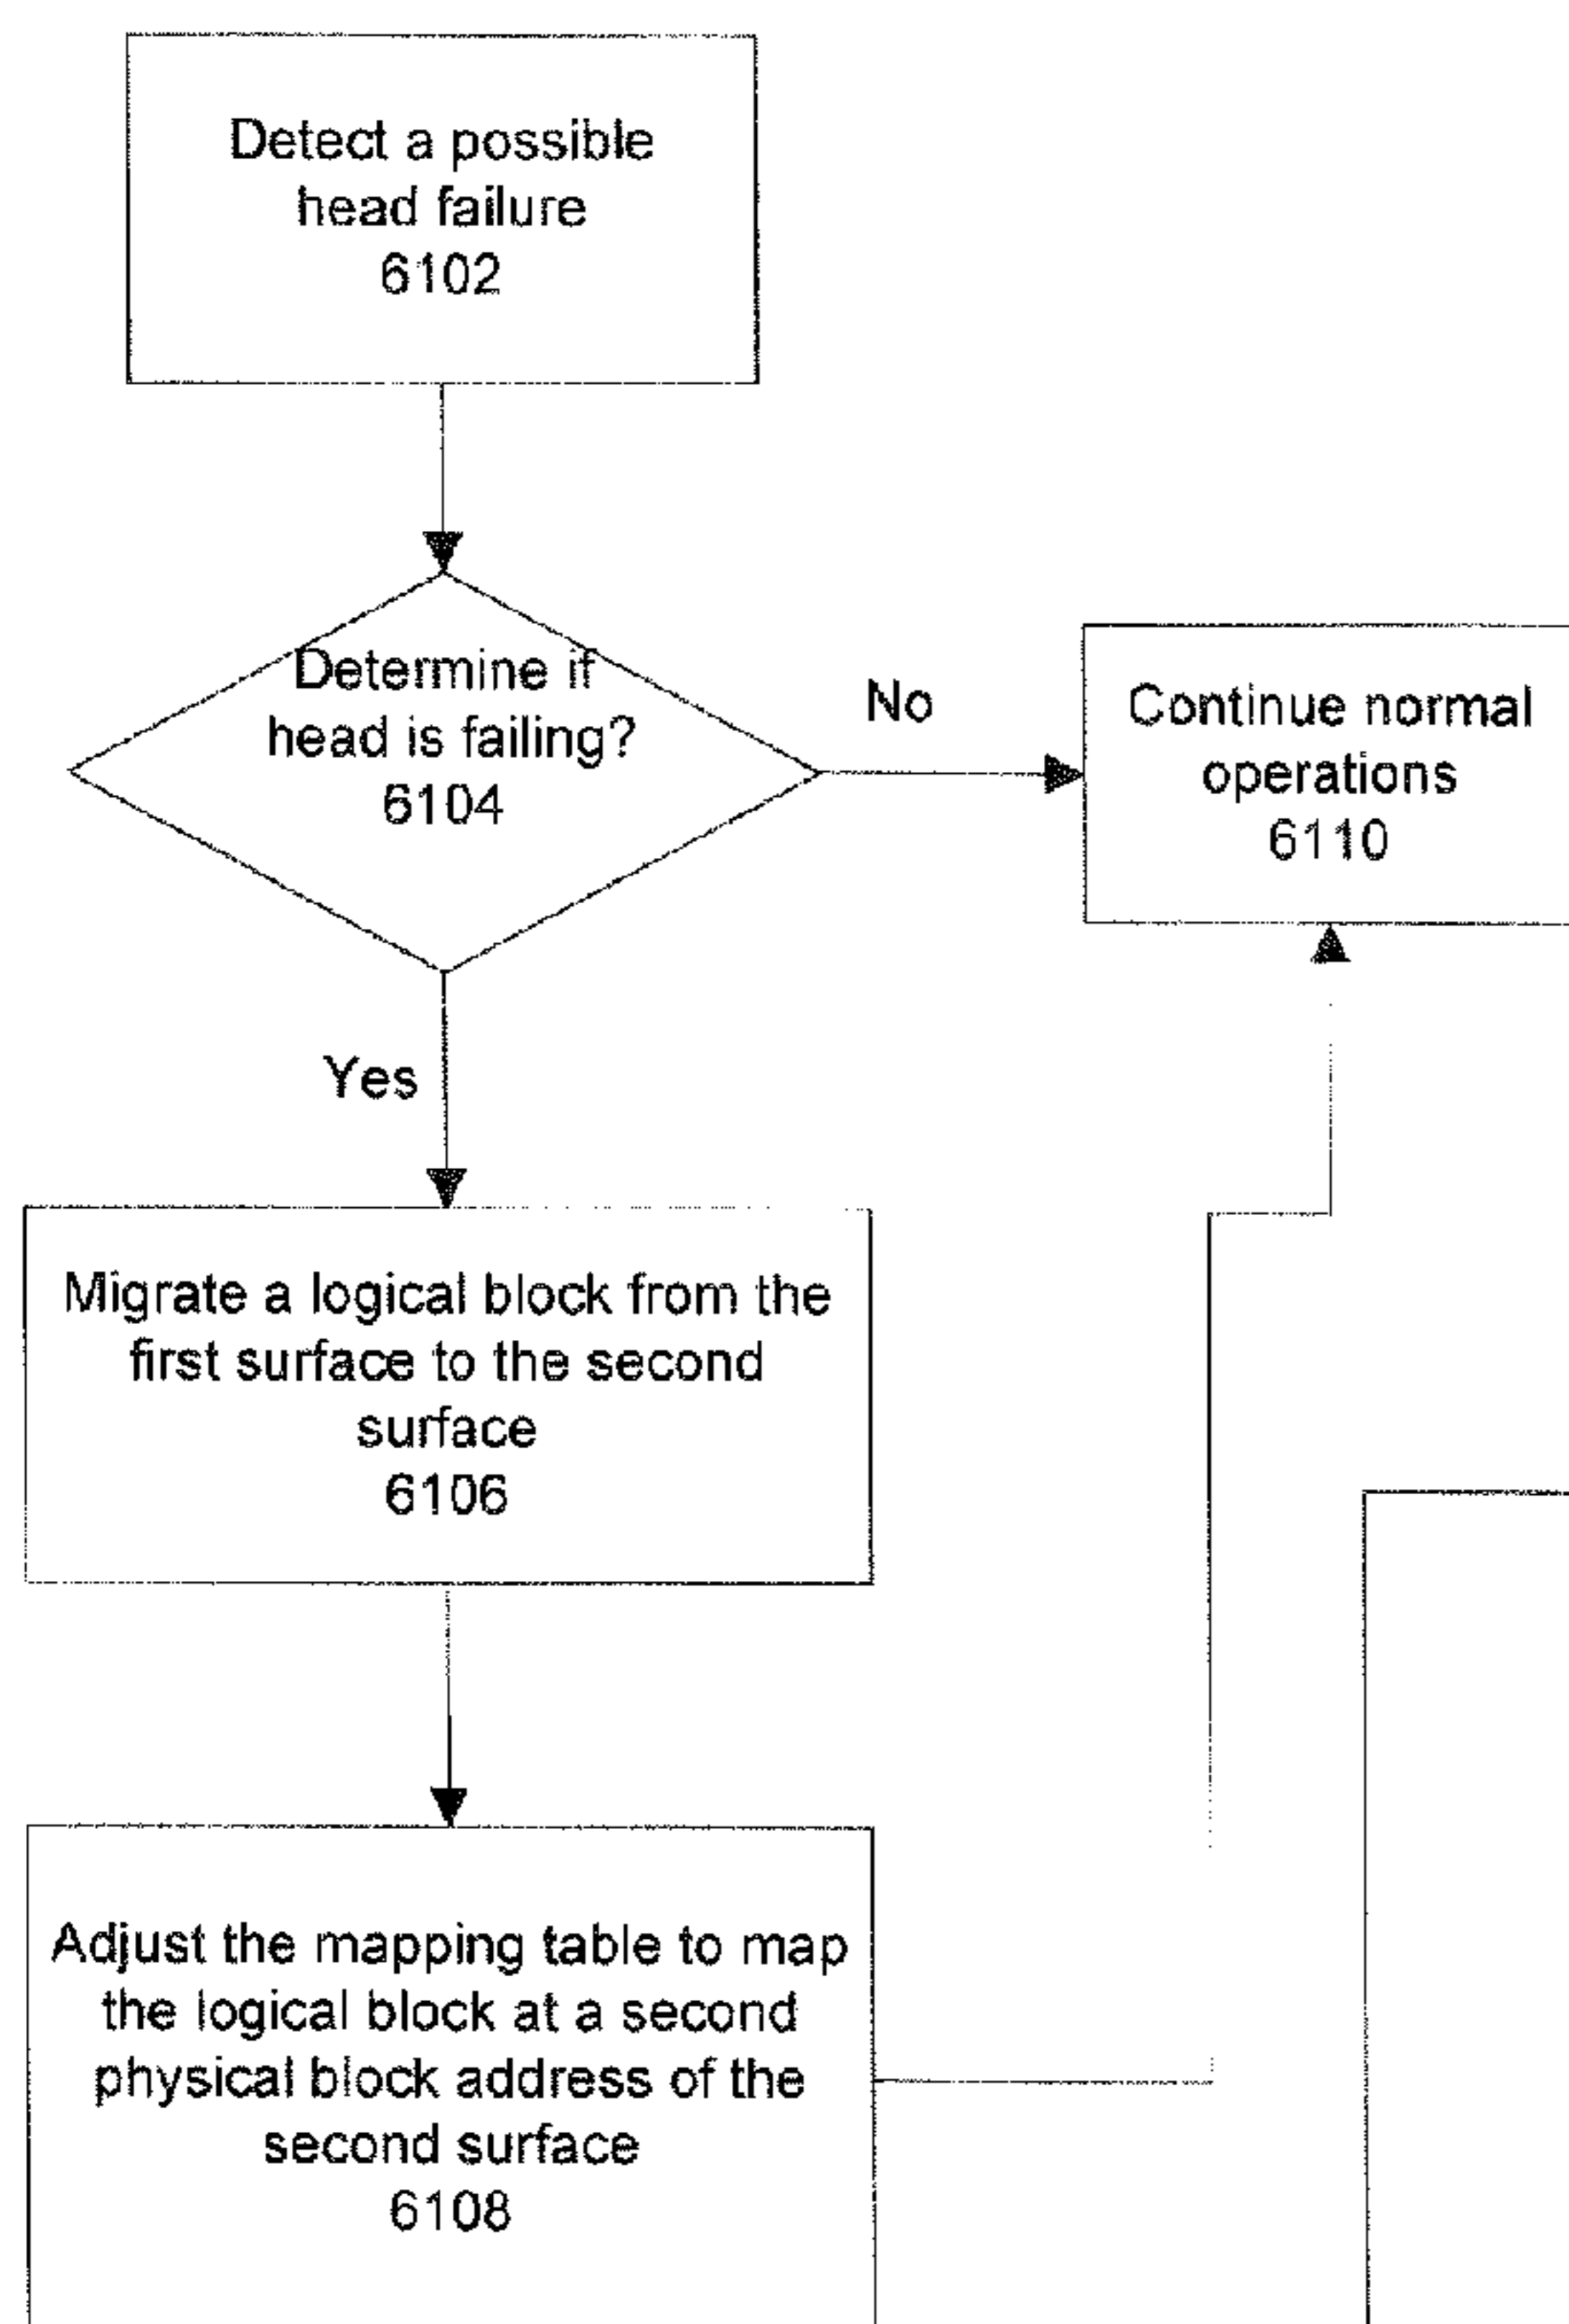 Detect a possible
head failure
6102
Determine if
head is failing?
6104
No
Continue normal
operations
6110
Yes
Migrate a logical block from the
first surface to the second
surface
6106
Adjust the mapping table to map
the logical block at a second
physical block address of the
second surface
6108